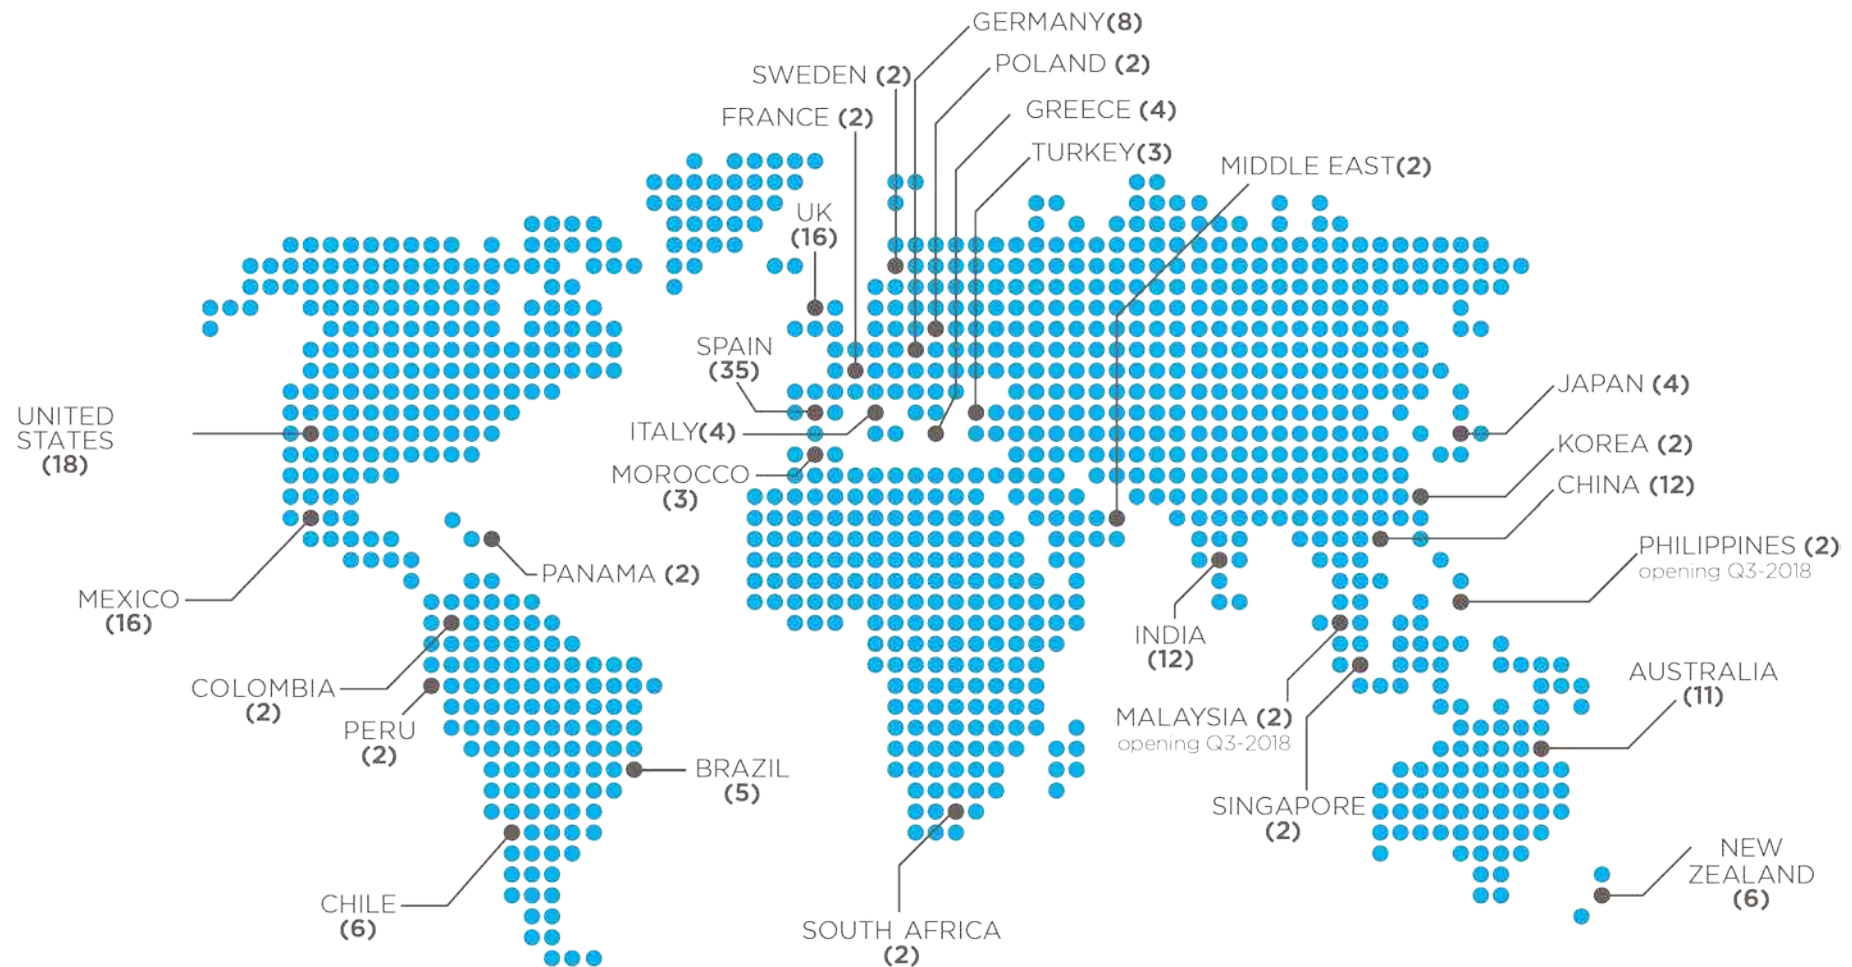 GERMANY(8)
POLAND (2)
SWEDEN (2)
GREECE (4)
FRANCE (2)
TURKEY(3)
MIDDLE EAST(2)
UK
(16)
SPAIN
(35)
JAPAN (4)
UNITED
STATES
(18)
ITALY(4)
KOREA (2)
MOROCCO
(3)
CHINA (12)
PHILIPPINES (2)
opening Q3-2018
PANAMA (2)
MEXICO
(16)
INDIA
(12)
COLOMBIA
(2)
AUSTRALIA
(11)
PERU
(2)
MALAYSIA (2)
opening Q3-2018
BRAZIL
(5)
SINGAPORE
(2)
NEW
ZEALAND
(6)
CHILE
(6)
SOUTH AFRICA
(2)